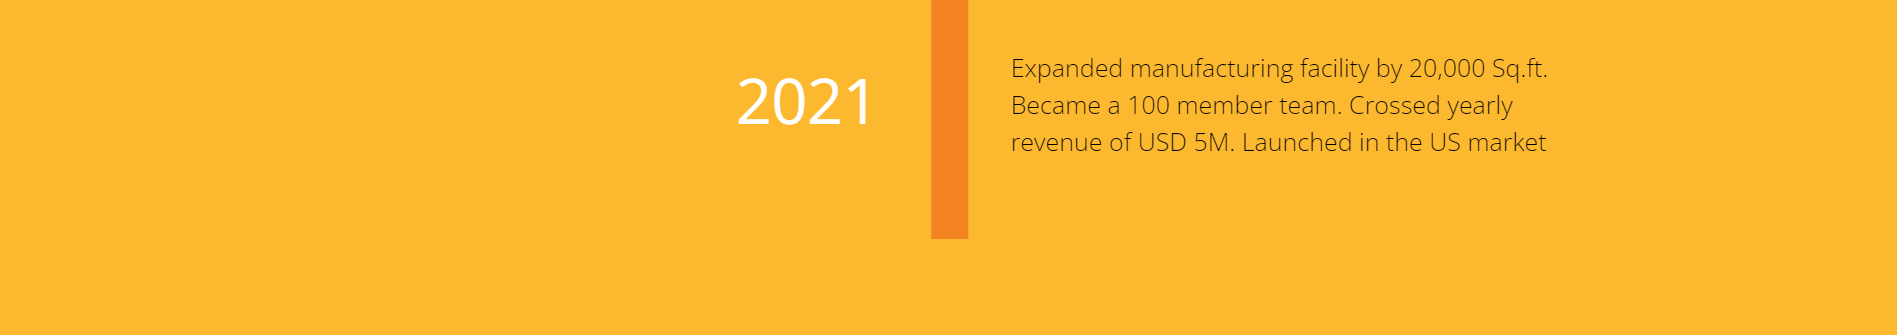 2021
Expanded manufacturing facility by 20,000 Sq.ft.
Became a 100 member team. Crossed yearly
revenue of USD 5M. Launched in the US market